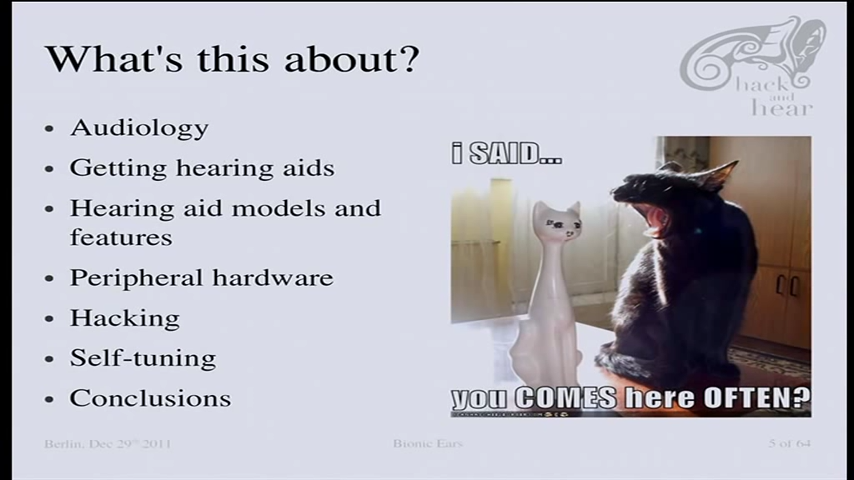 What's this about?
hack
and
hear
• Audiology
• Getting hearing aids
• Hearing aid models and
features
• Peripheral hardware
• Hacking
• Self-tuning
• Conclusions
i SAID...
you COMES here OFTEN?
Berlin, Dec 29th 2011
Bionic Ears
5 of 64